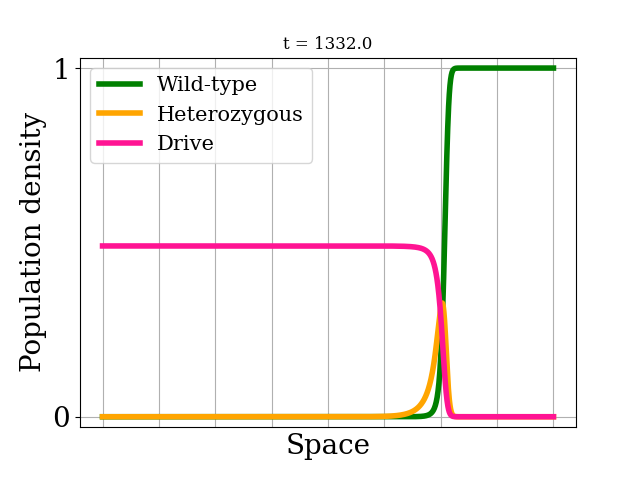 t = 1332.0
1
Wild-type
Heterozygous
Drive
Population density
0
Space